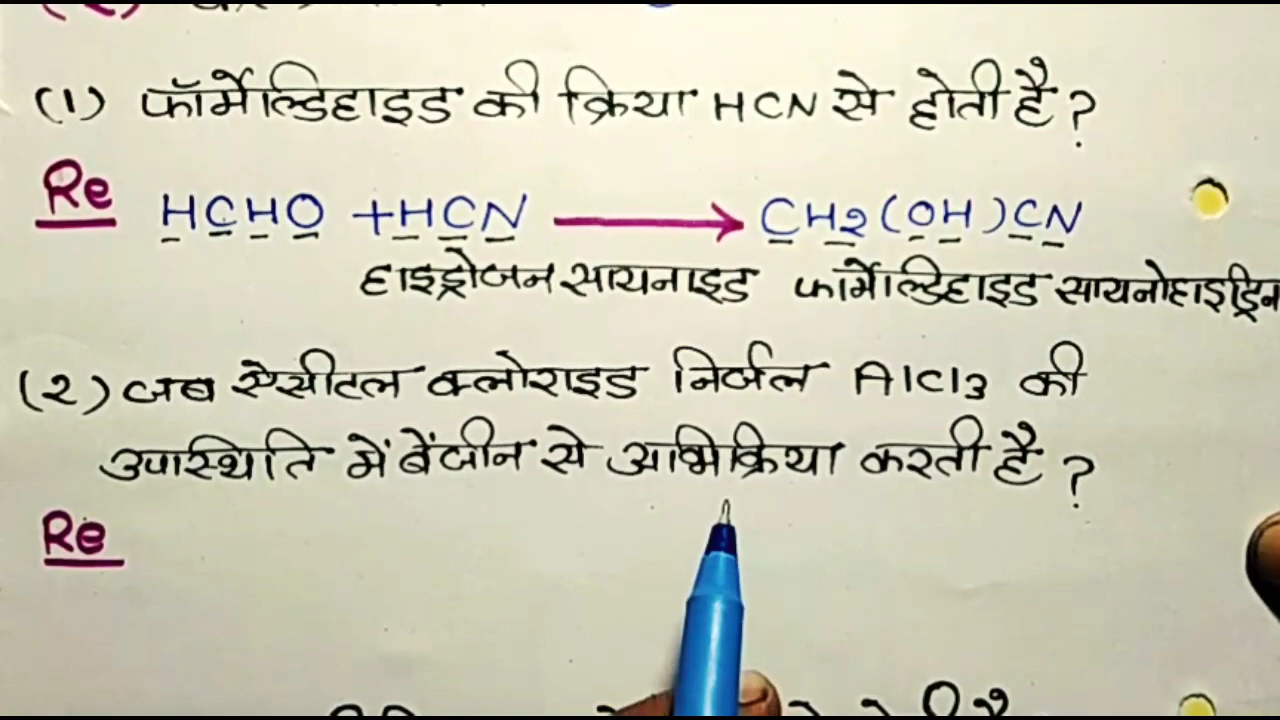 (1) फॉर्मेल्डिहाइड की क्रिया HCN से होती है?
Re HCHO + HCN → CH2(OH)CN
हाइड्रोजन सायनाइड फॉर्मेल्डिहाइड सायनोहाइड्रिन
(2) जब ऐसीटल क्लोराइड निर्जल AlCl3 की
उपस्थिति में बेंजीन से अभिक्रिया करती है?
Re